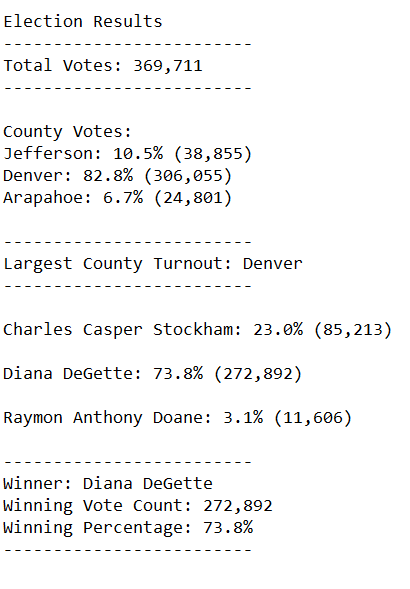 Election Results
-------------------------
Total Votes: 369,711
-------------------------
County Votes:
Jefferson: 10.5% (38,855)
Denver: 82.8% (306,055)
Arapahoe: 6.7% (24,801)
-------------------------
Largest County Turnout: Denver
-------------------------
Charles Casper Stockham: 23.0% (85,213)
Diana DeGette: 73.8% (272,892)
Raymon Anthony Doane: 3.1% (11,606)
-------------------------
Winner: Diana DeGette
Winning Vote Count: 272,892
Winning Percentage: 73.8%
-------------------------